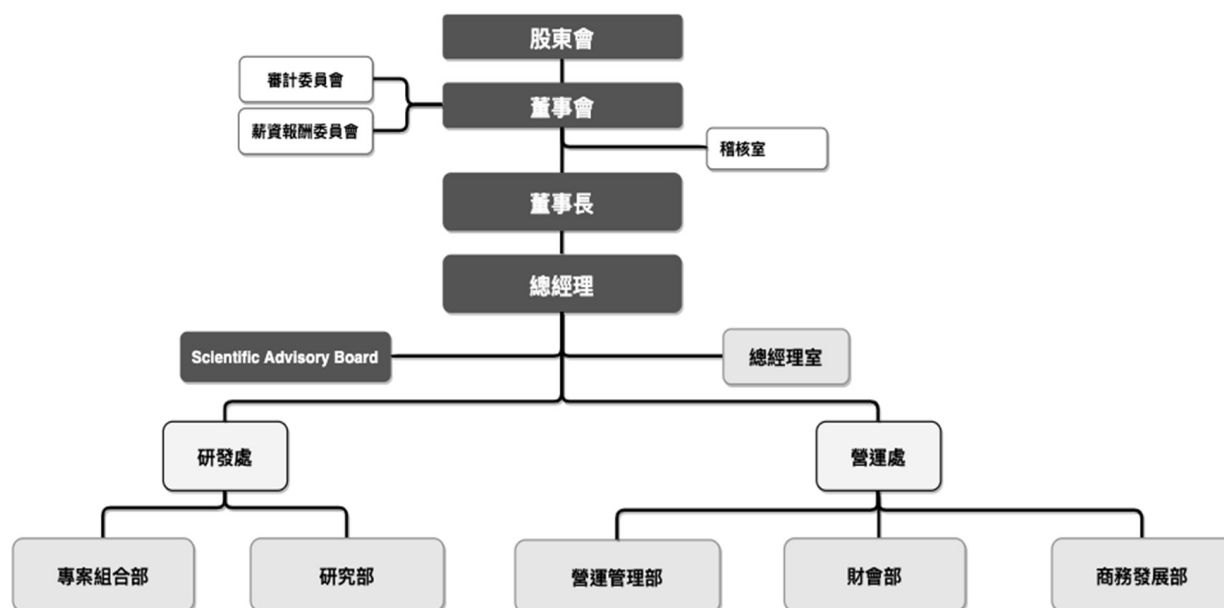 股東會
審計委員會
董事會
薪資報酬委員會
稽核室
董事長
總經理
Scientific Advisory Board
總經理室
研發處
營運處
專案組合部
研究部
營運管理部
財會部
商務發展部